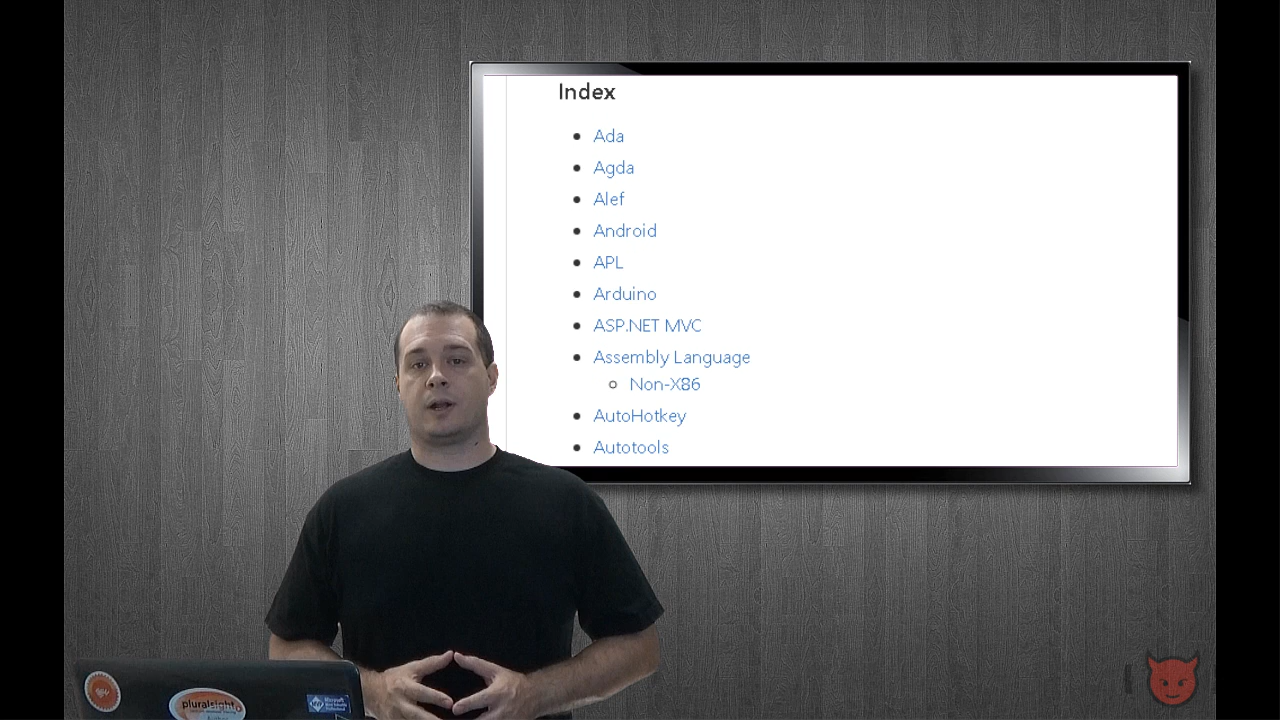 Index
Ada
Agda
Alef
Android
APL
Arduino
ASP.NET MVC
Assembly Language
Non-X86
AutoHotkey
Autotools
pluralsight